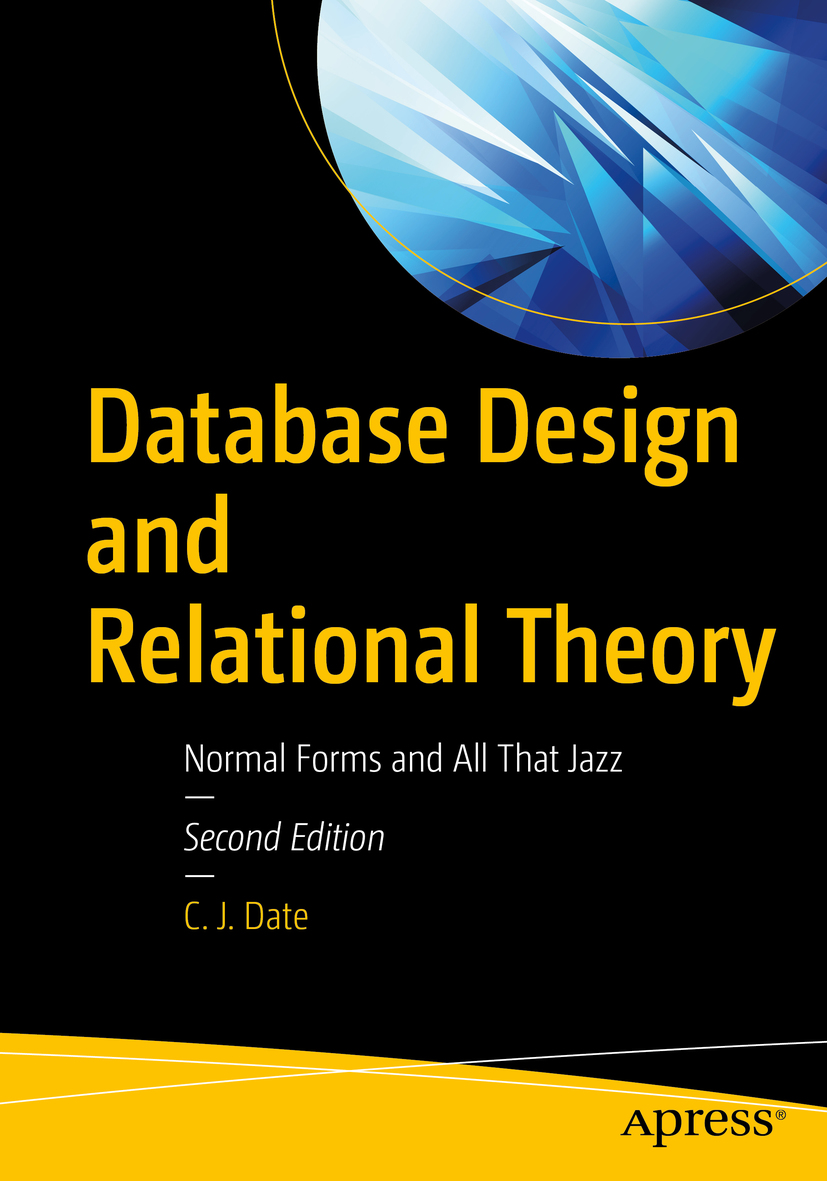 Database Design
and
Relational Theory
Normal Forms and All That Jazz
—
Second Edition
—
C. J. Date
Apress®